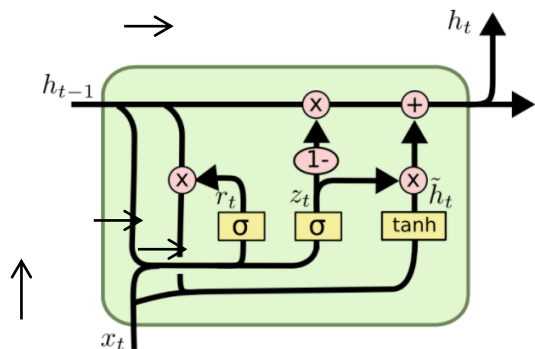 h_t
h_{t-1}
x +
1-
x r_t z_t x h̃_t
σ σ tanh
x_t